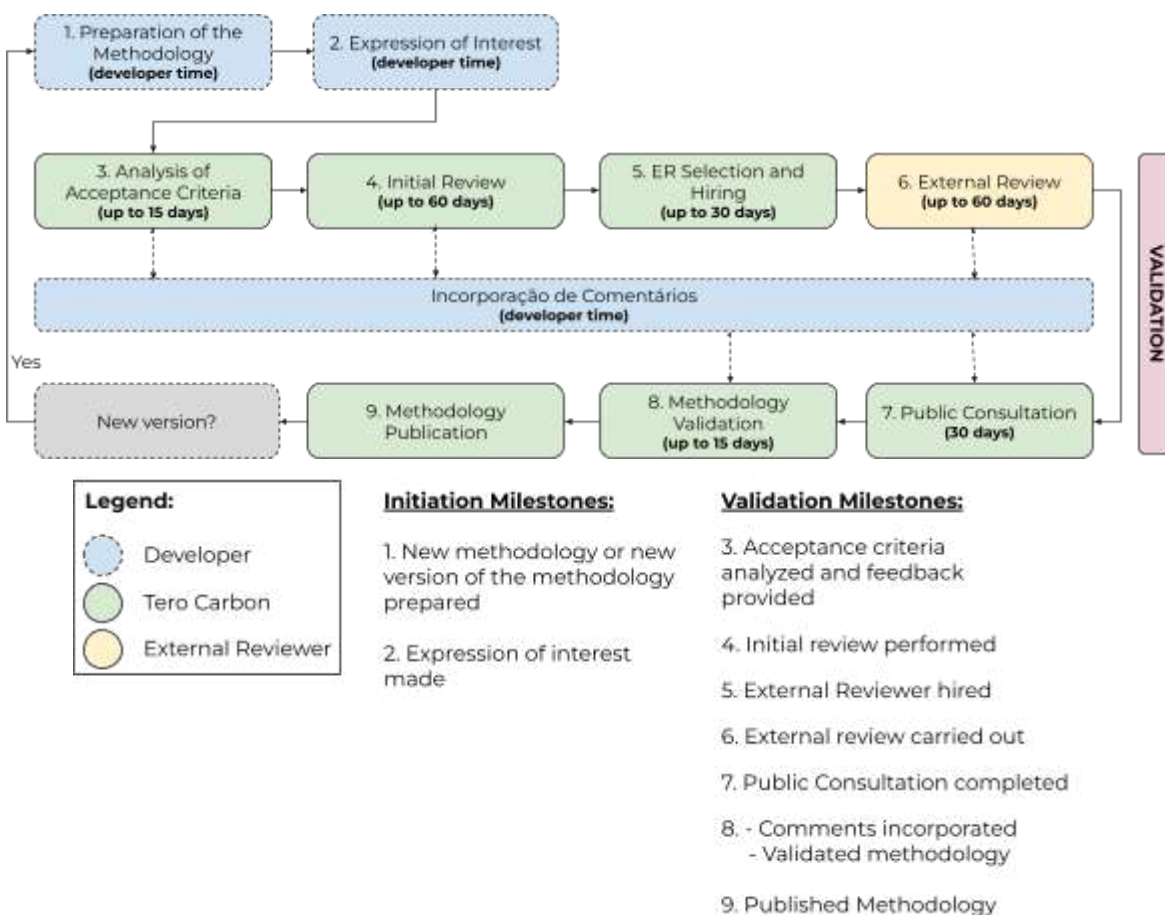 1. Preparation of the
Methodology
(developer time)
2. Expression of Interest
(developer time)
3. Analysis of
Acceptance Criteria
(up to 15 days)
4. Initial Review
(up to 60 days)
5. ER Selection and
Hiring
(up to 30 days)
6. External Review
(up to 60 days)
VALIDATION
Incorporação de Comentários
(developer time)
Yes
New version?
9. Methodology
Publication
8. Methodology
Validation
(up to 15 days)
7. Public Consultation
(30 days)
Legend:
Developer
Tero Carbon
External Reviewer
Initiation Milestones:
1. New methodology or new
version of the methodology
prepared
2. Expression of interest
made
Validation Milestones:
3. Acceptance criteria
analyzed and feedback
provided
4. Initial review performed
5. External Reviewer hired
6. External review carried out
7. Public Consultation completed
8. - Comments incorporated
- Validated methodology
9. Published Methodology